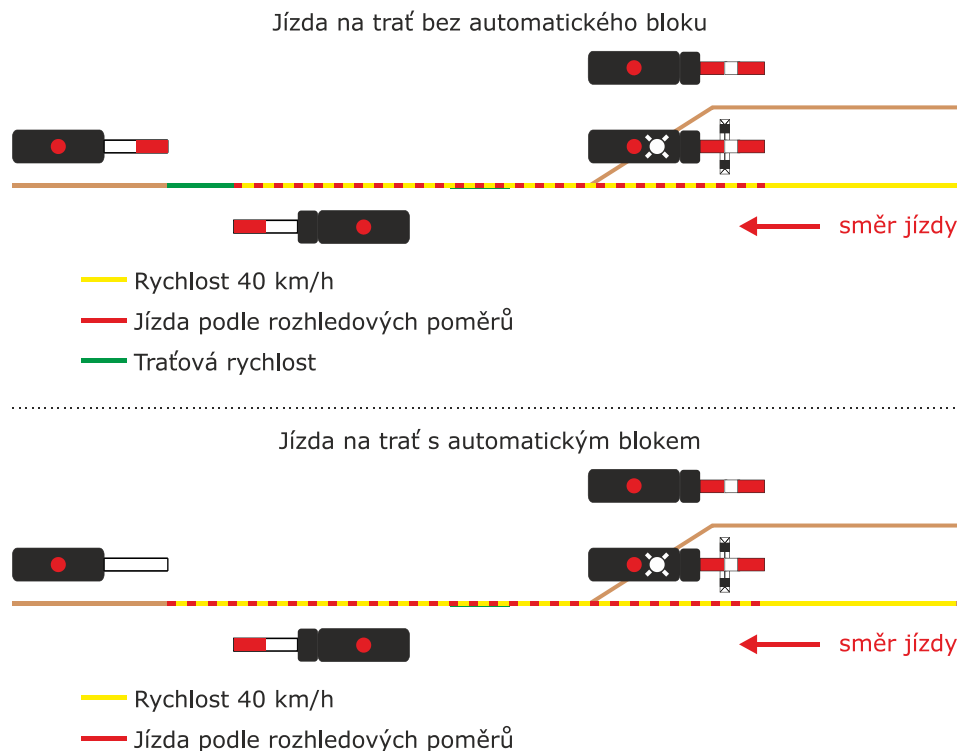 Jízda na trať bez automatického bloku
směr jízdy
Rychlost 40 km/h
Jízda podle rozhledových poměrů
Traťová rychlost
Jízda na trať s automatickým blokem
směr jízdy
Rychlost 40 km/h
Jízda podle rozhledových poměrů